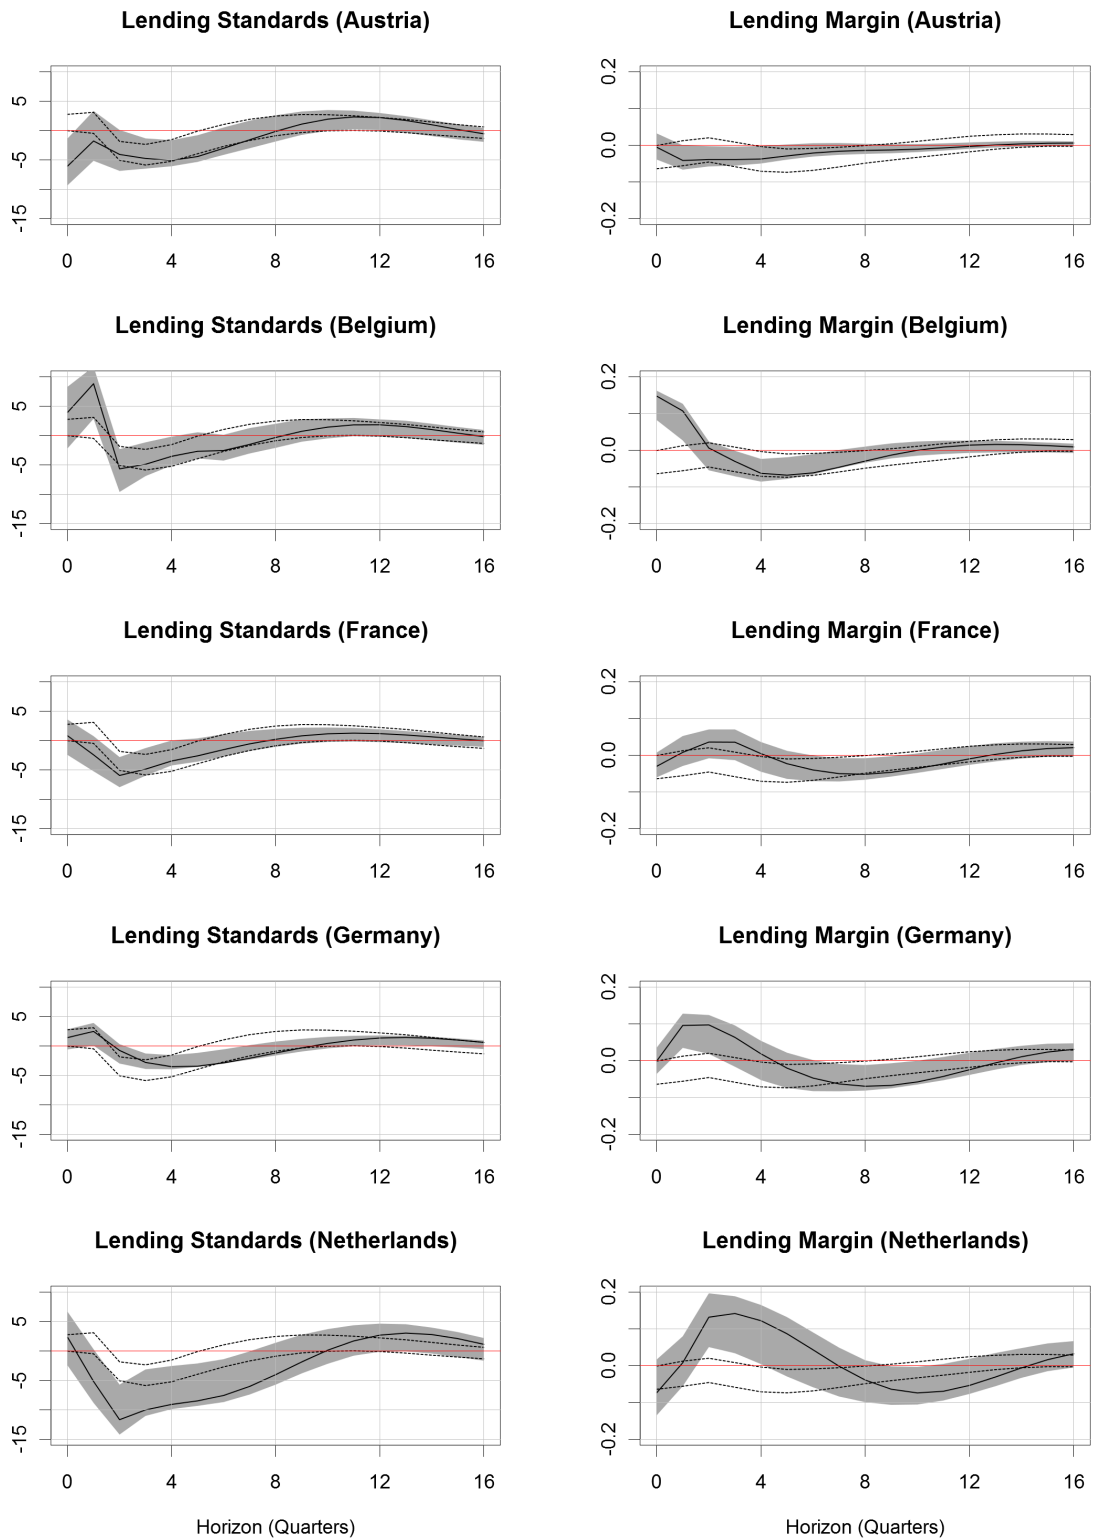 Lending Standards (Austria)
Lending Margin (Austria)
5
-5
-15
0 4 8 12 16
0.2
0.0
-0.2
0 4 8 12 16
Lending Standards (Belgium)
Lending Margin (Belgium)
5
-5
-15
0 4 8 12 16
0.2
0.0
-0.2
0 4 8 12 16
Lending Standards (France)
Lending Margin (France)
5
-5
-15
0 4 8 12 16
0.2
0.0
-0.2
0 4 8 12 16
Lending Standards (Germany)
Lending Margin (Germany)
5
-5
-15
0 4 8 12 16
0.2
0.0
-0.2
0 4 8 12 16
Lending Standards (Netherlands)
Lending Margin (Netherlands)
5
-5
-15
0 4 8 12 16
0.2
0.0
-0.2
0 4 8 12 16
Horizon (Quarters)
Horizon (Quarters)